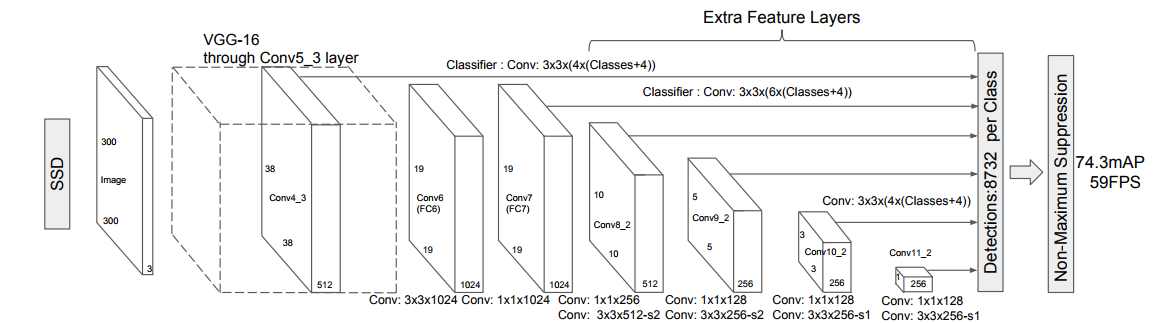 Extra Feature Layers
VGG-16
through Conv5_3 layer
Classifier : Conv: 3x3x(4x(Classes+4))
Classifier : Conv: 3x3x(6x(Classes+4))
Conv: 3x3x(4x(Classes+4))
SSD
300
Image
300
3
38
Conv4_3
38
512
19
Conv6
(FC6)
19
1024
19
Conv7
(FC7)
19
1024
10
Conv8_2
10
512
5
Conv9_2
5
256
3
Conv10_2
3
256
Conv11_2
1
256
Conv: 3x3x1024
Conv: 1x1x1024
Conv: 1x1x256
Conv: 3x3x512-s2
Conv: 1x1x128
Conv: 3x3x256-s2
Conv: 1x1x128
Conv: 3x3x256-s1
Conv: 1x1x128
Conv: 3x3x256-s1
Detections:8732 per Class
Non-Maximum Suppression
74.3mAP
59FPS